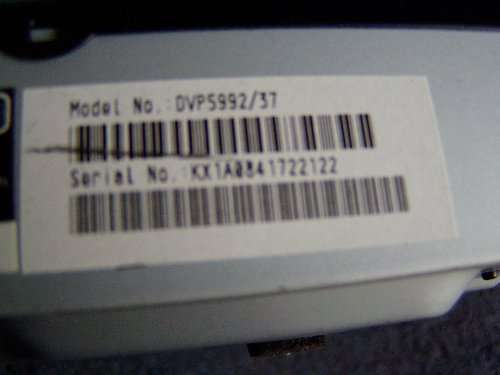 Model No.:DVP5992/37
Serial No.:KX1A0841722122